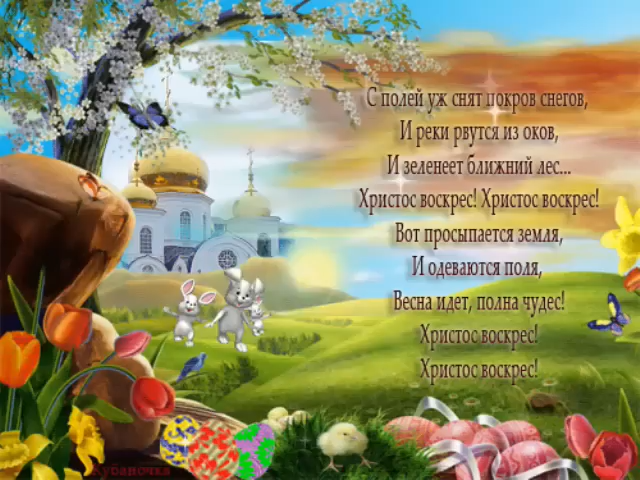 С полей уж снят покров снегов,
И реки рвутся из оков,
И зеленеет ближний лес...
Христос воскрес! Христос воскрес!
Вот просыпается земля,
И одеваются поля,
Весна идет, полна чудес!
Христос воскрес!
Христос воскрес!
Кубаночка